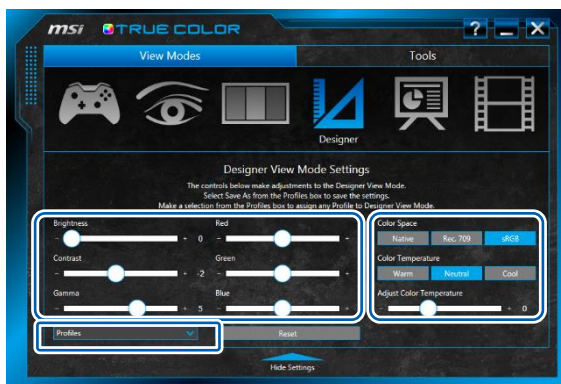 msi TRUE COLOR ? _ X
View Modes Tools
Designer
Designer View Mode Settings
The controls below make adjustments to the Designer View Mode.
Select Save As from the Profiles box to save the settings.
Make a selection from the Profiles box to assign any Profile to Designer View Mode.
Brightness Red Color Space
- + 0 - + Native Rec. 709 sRGB
Contrast Green Color Temperature
- + -2 - + Warm Neutral Cool
Gamma Blue Adjust Color Temperature
- + 5 - + - + 0
Profiles Reset
Hide Settings